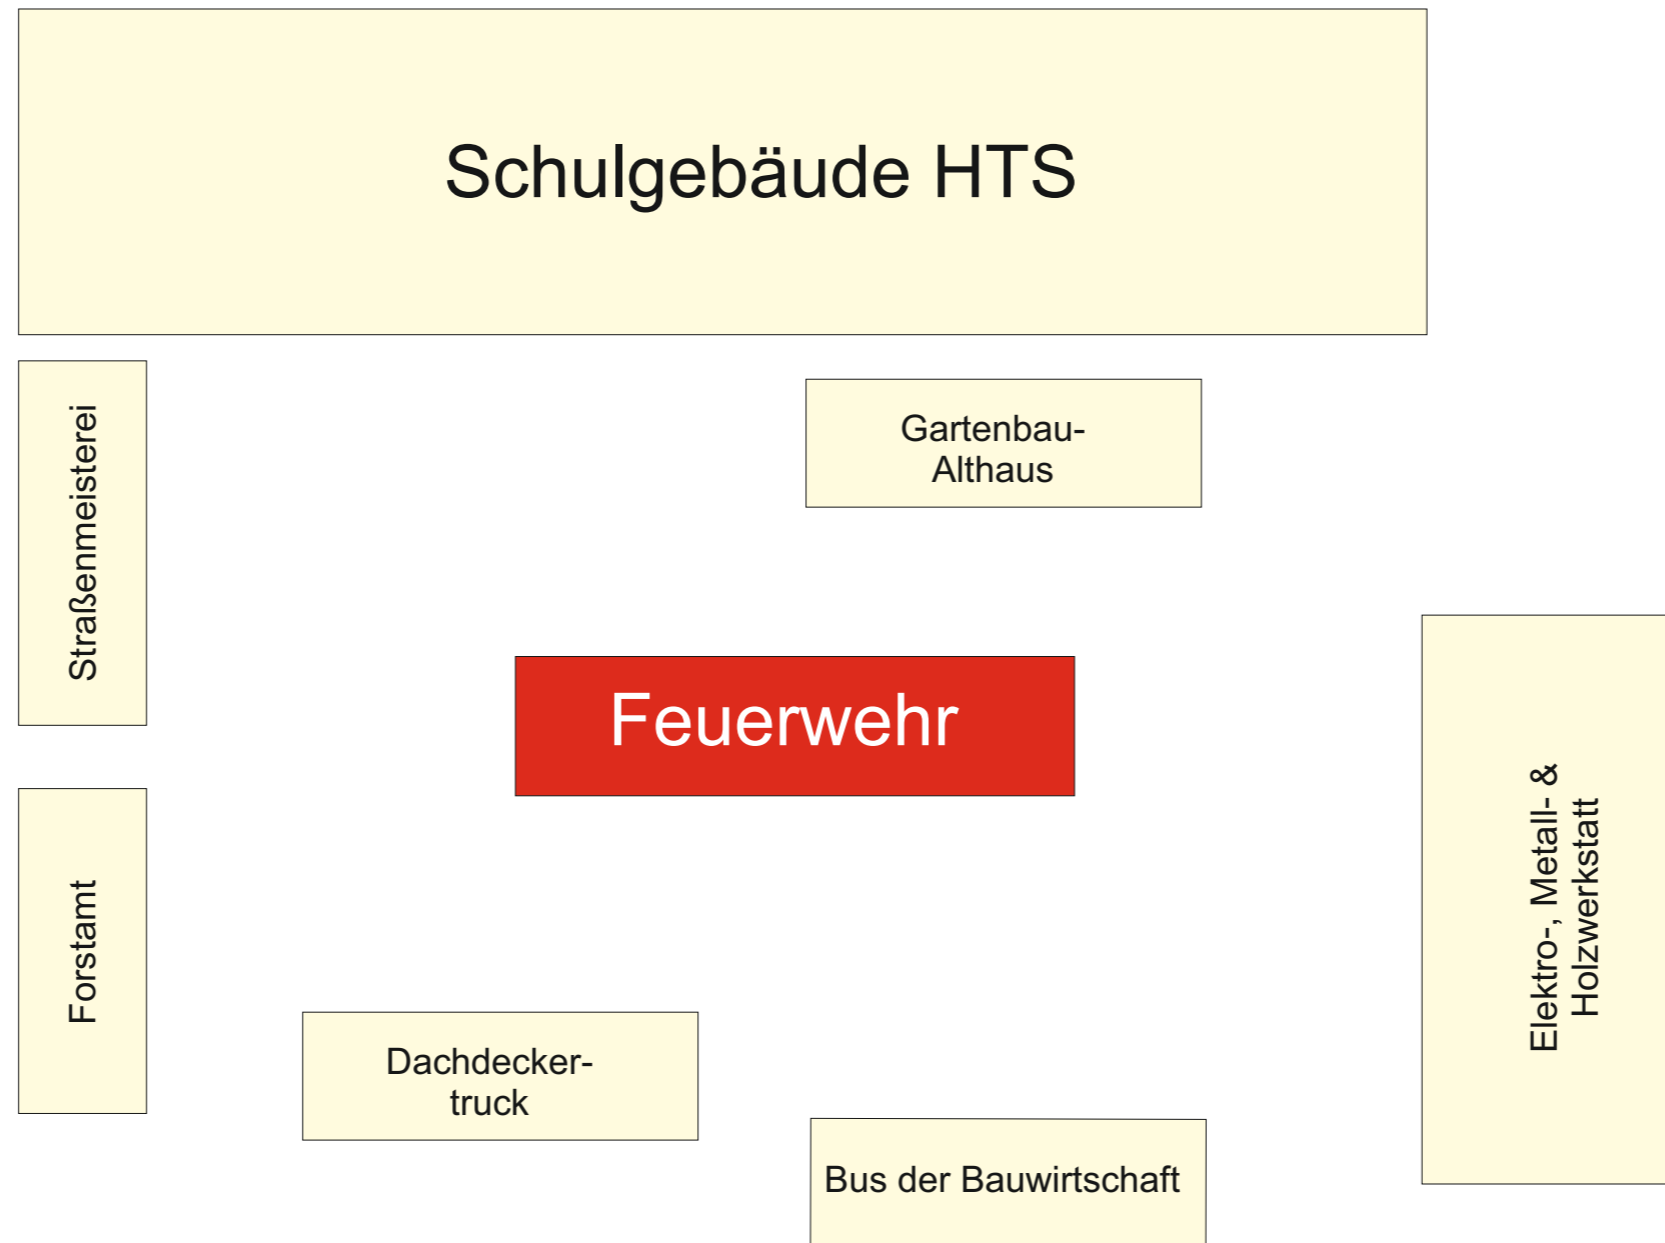 Schulgebäude HTS
Straßenmeisterei
Gartenbau-
Althaus
Feuerwehr
Elektro-, Metall- &
Holzwerkstatt
Forstamt
Dachdecker-
truck
Bus der Bauwirtschaft